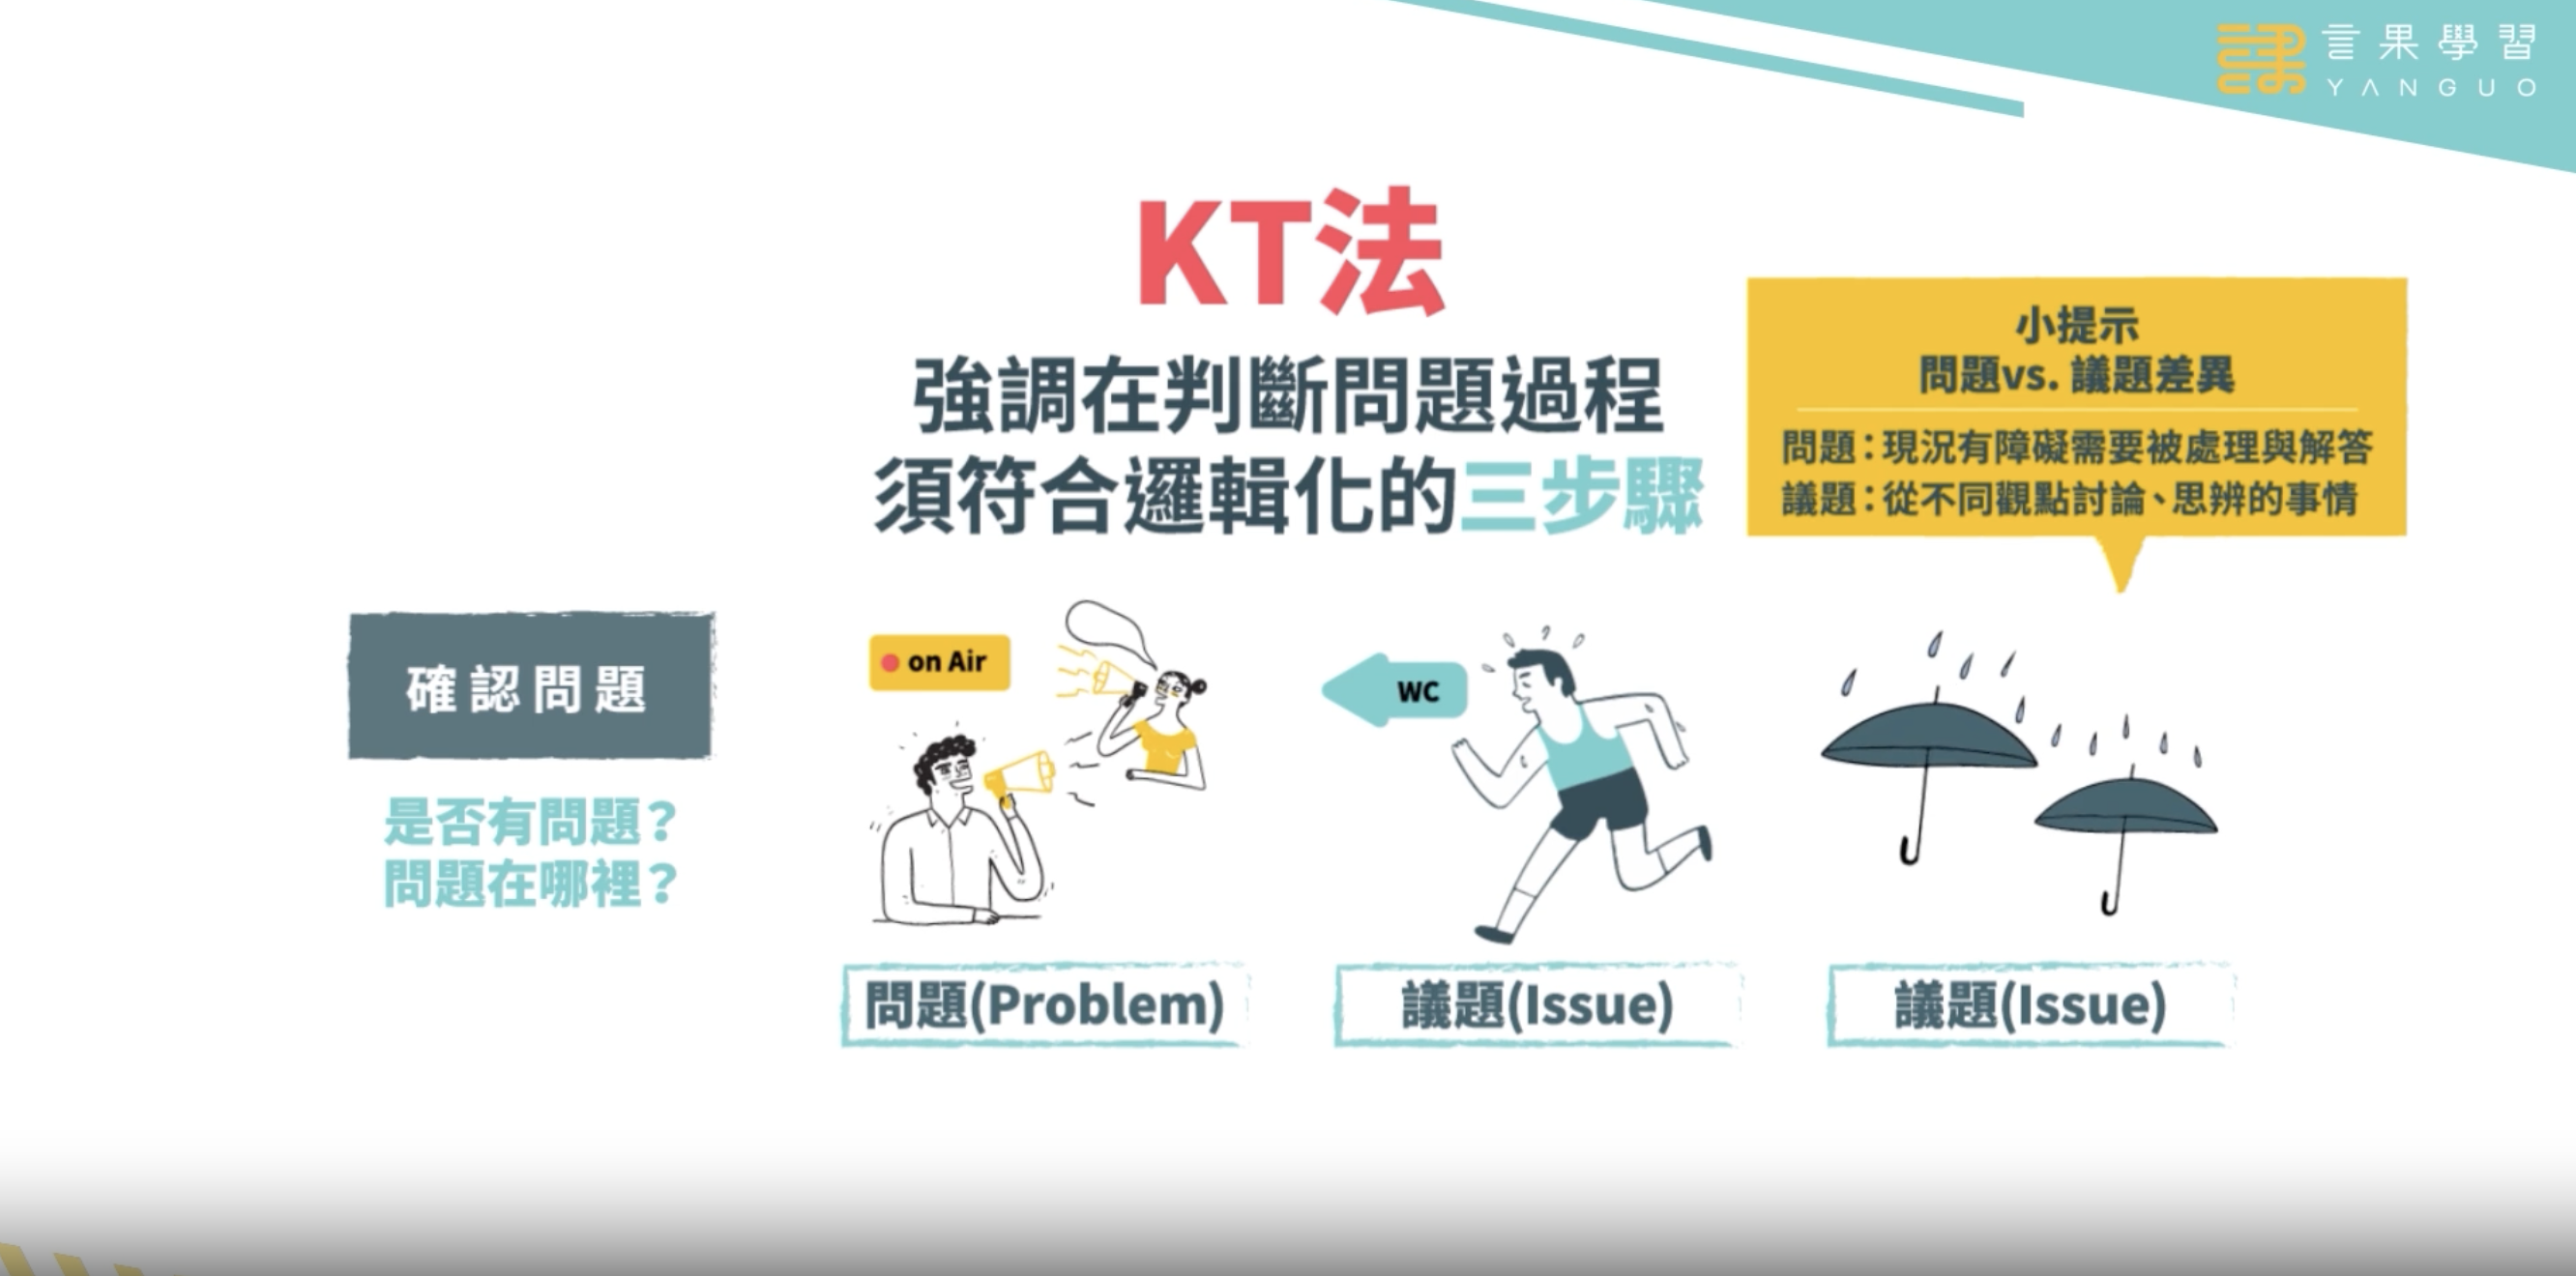 言果學習
YANGUO
KT法
強調在判斷問題過程
須符合邏輯化的三步驟
小提示
問題vs. 議題差異
問題：現況有障礙需要被處理與解答
議題：從不同觀點討論、思辨的事情
確認問題
是否有問題？
問題在哪裡？
on Air
WC
問題(Problem)
議題(Issue)
議題(Issue)